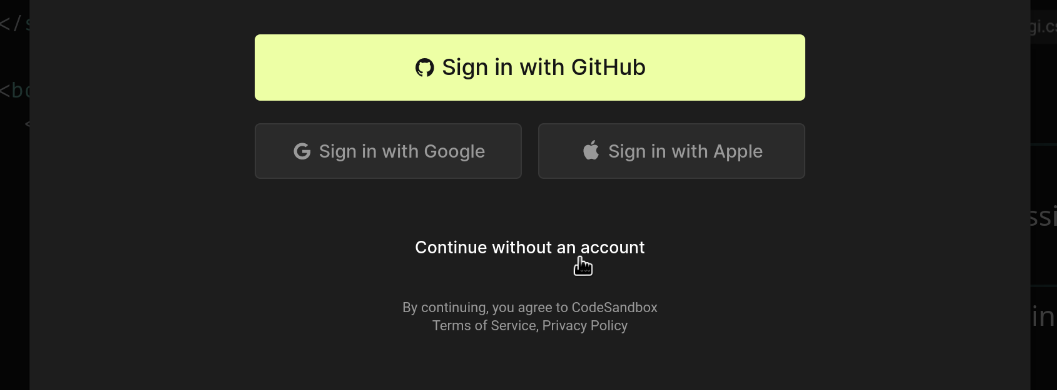 </
Sign in with GitHub
gi.c
<bo
<
Sign in with Google
Sign in with Apple
ssi
Continue without an account
By continuing, you agree to CodeSandbox
Terms of Service, Privacy Policy
in